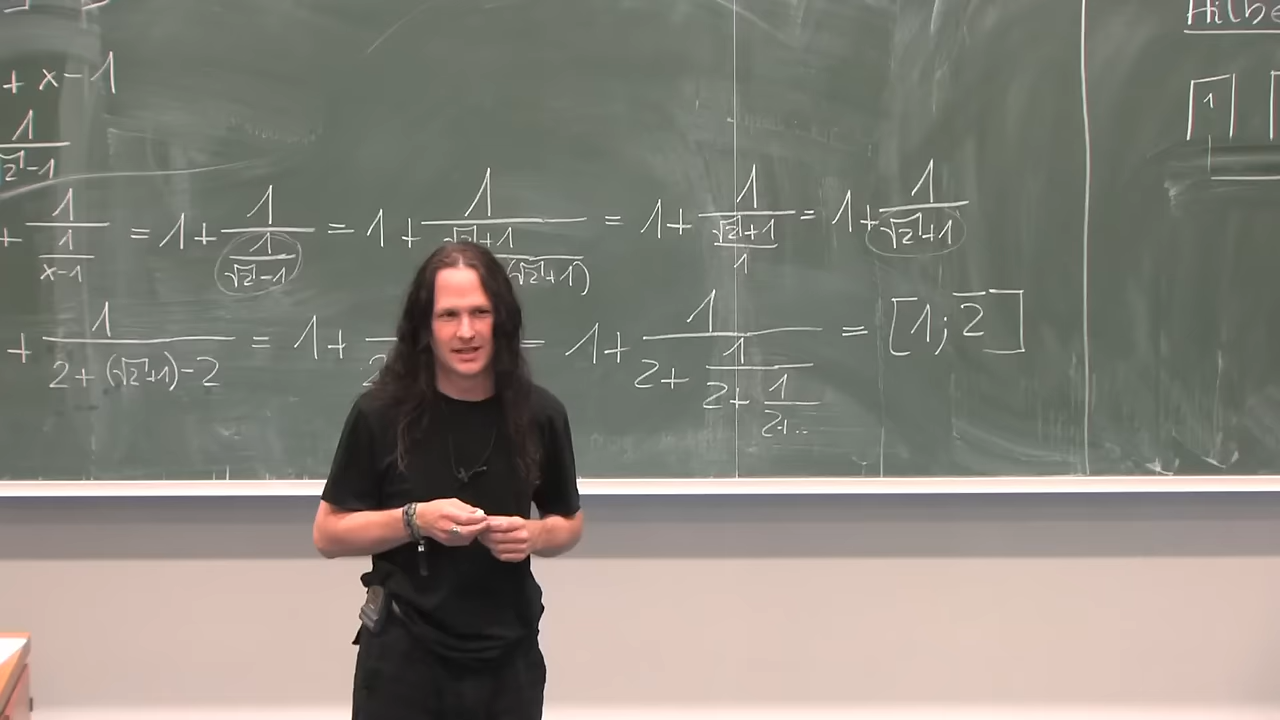 + x-1
1/(√2-1)
+ 1/(1/(x-1)) = 1+ 1/(1/(√2-1)) = 1+ 1/((√2+1)/((√2+1)) = 1+ 1/((√2+1)/1) = 1+ 1/(√2+1)
+ 1/(2+(√2+1)-2) = 1+ 2 = 1+ 1/(2+ 1/(2+ 1/(2+..))) = [1; 2̅]
Hilbe
1